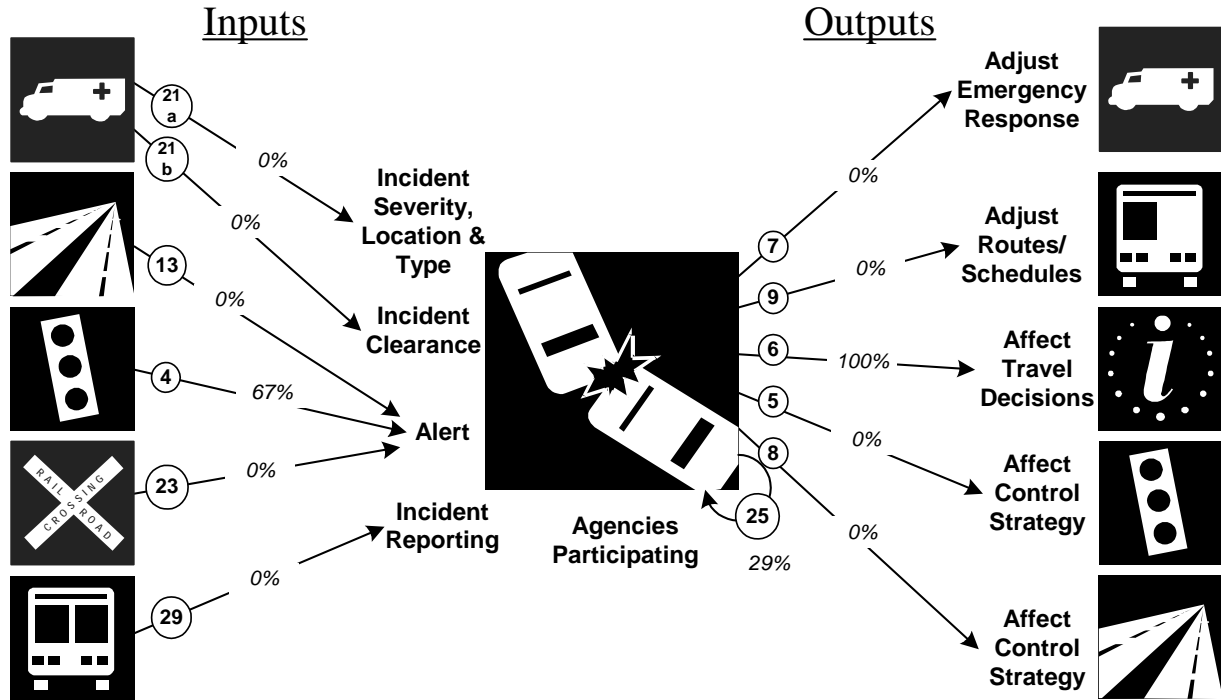 Inputs
Outputs
21
a
0%
21
b
0%
13
0%
4
67%
23
0%
29
0%
Incident
Severity,
Location &
Type
Incident
Clearance
Alert
Incident
Reporting
RAIL
ROAD
CROSSING
Agencies
Participating
25
29%
7
0%
9
0%
6
100%
5
0%
8
0%
Adjust
Emergency
Response
Adjust
Routes/
Schedules
Affect
Travel
Decisions
i
Affect
Control
Strategy
Affect
Control
Strategy